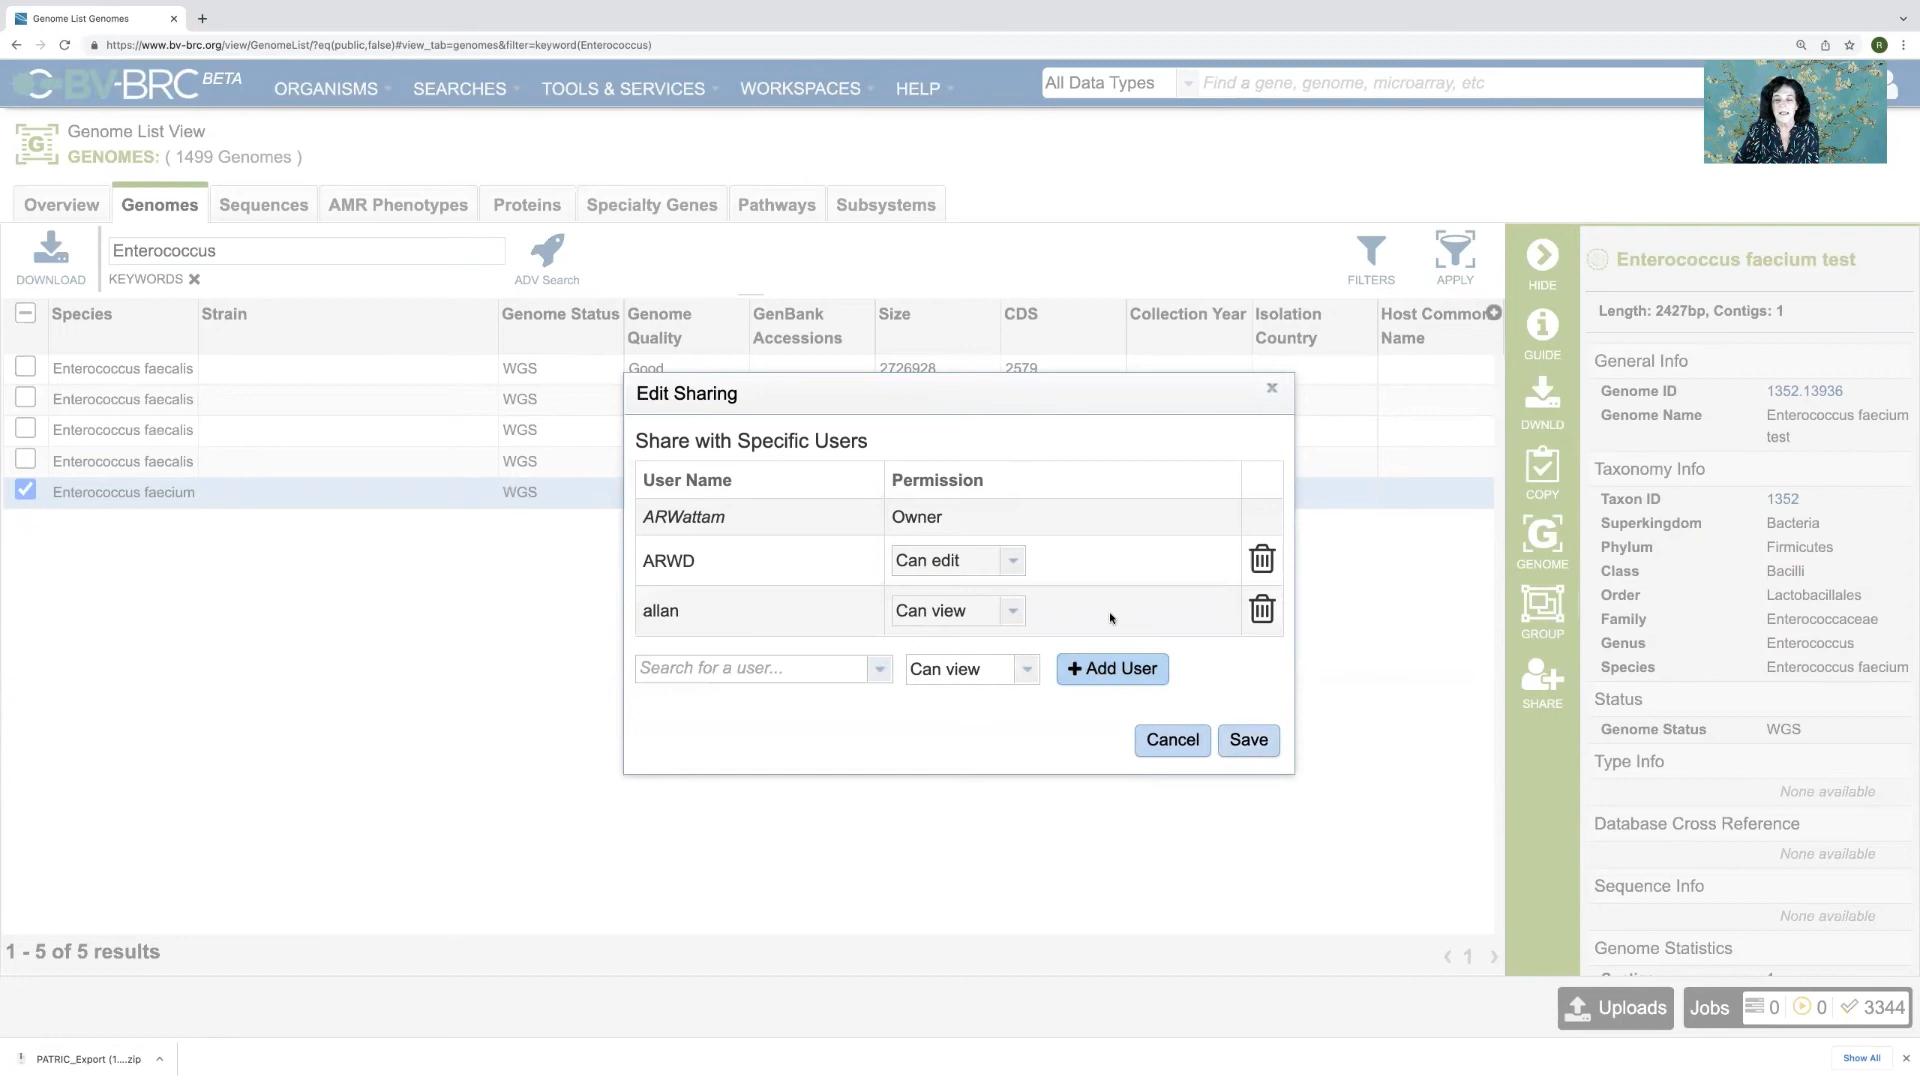 Genome List Genomes
https://www.bv-brc.org/view/GenomeList/?eq(public,false)#view_tab=genomes&filter=keyword(Enterococcus)
R
BV-BRC BETA
ORGANISMS SEARCHES TOOLS & SERVICES WORKSPACES HELP
All Data Types Find a gene, genome, microarray, etc
G Genome List View
GENOMES: ( 1499 Genomes )
Overview Genomes Sequences AMR Phenotypes Proteins Specialty Genes Pathways Subsystems
Enterococcus
DOWNLOAD KEYWORDS ADV Search FILTERS APPLY
Species Strain Genome Status Genome Quality GenBank Accessions Size CDS Collection Year Isolation Country Host Common Name
Enterococcus faecalis WGS Good 2726928 2579
Enterococcus faecalis WGS
Enterococcus faecalis WGS
Enterococcus faecalis WGS
Enterococcus faecium WGS
Edit Sharing
Share with Specific Users
User Name Permission
ARWattam Owner
ARWD Can edit
allan Can view
Search for a user... Can view Add User
Cancel Save
HIDE
GUIDE
DWNLD
COPY
G
GENOME
GROUP
SHARE
Enterococcus faecium test
Length: 2427bp, Contigs: 1
General Info
Genome ID 1352.13936
Genome Name Enterococcus faecium
test
Taxonomy Info
Taxon ID 1352
Superkingdom Bacteria
Phylum Firmicutes
Class Bacilli
Order Lactobacillales
Family Enterococcaceae
Genus Enterococcus
Species Enterococcus faecium
Status
Genome Status WGS
Type Info
None available
Database Cross Reference
None available
Sequence Info
None available
Genome Statistics
1 - 5 of 5 results
1
Uploads Jobs 0 0 3344
PATRIC_Export (1....zip
Show All